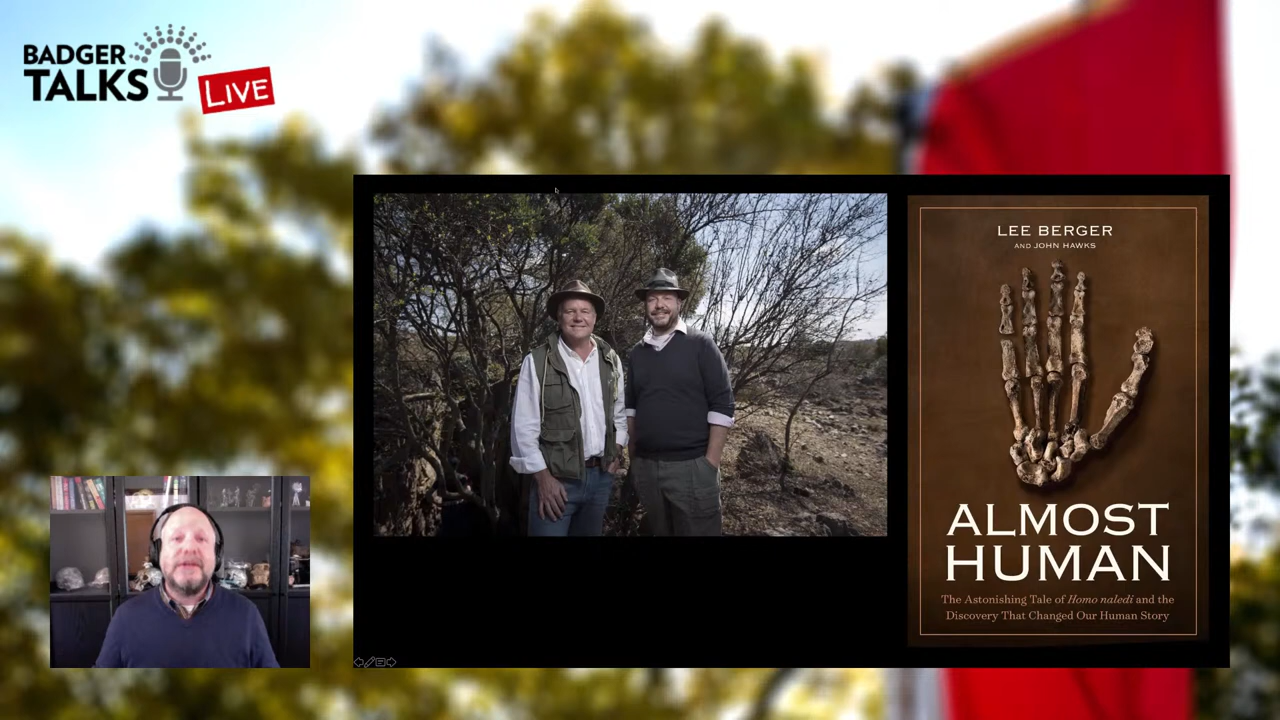 BADGER
TALKS
LIVE
LEE BERGER
AND JOHN HAWKS
ALMOST
HUMAN
The Astonishing Tale of Homo naledi and the
Discovery That Changed Our Human Story